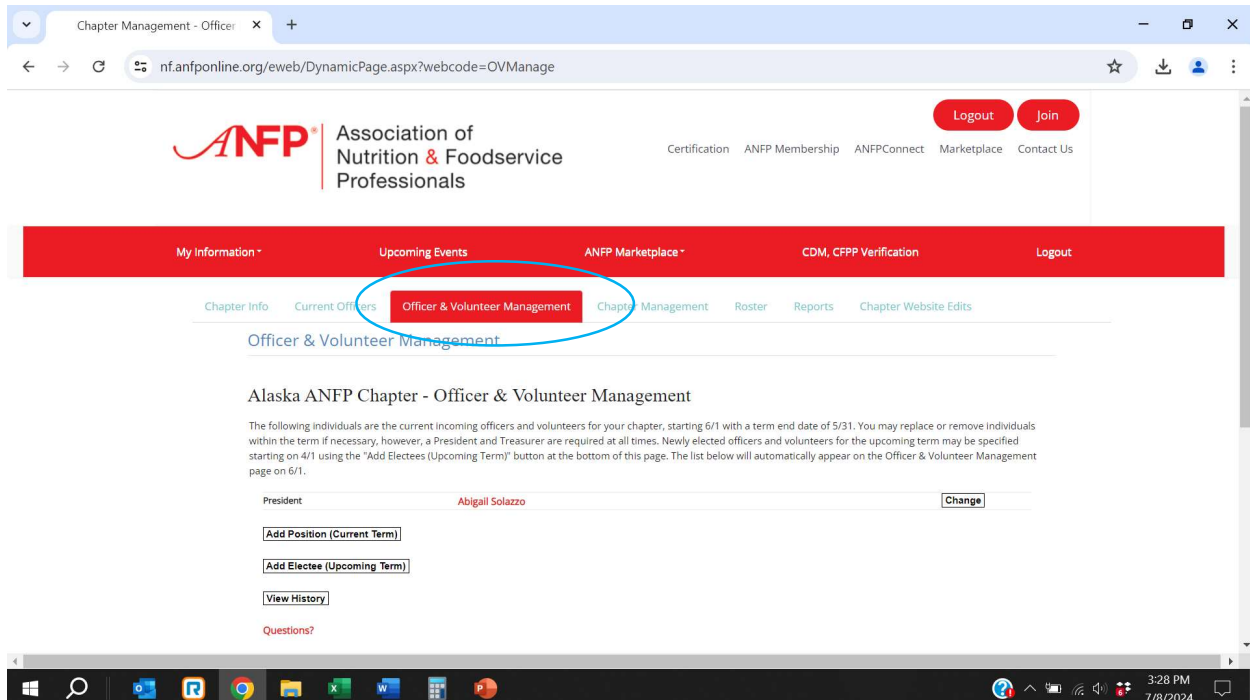 Chapter Management - Officer
nf.anfponline.org/eweb/DynamicPage.aspx?webcode=OVManage
Logout Join
ANFP® Association of
Nutrition & Foodservice
Professionals
Certification ANFP Membership ANFPConnect Marketplace Contact Us
My Information Upcoming Events ANFP Marketplace CDM, CFPP Verification Logout
Chapter Info Current Officers Officer & Volunteer Management Chapter Management Roster Reports Chapter Website Edits
Officer & Volunteer Management
Alaska ANFP Chapter - Officer & Volunteer Management
The following individuals are the current incoming officers and volunteers for your chapter, starting 6/1 with a term end date of 5/31. You may replace or remove individuals
within the term if necessary, however, a President and Treasurer are required at all times. Newly elected officers and volunteers for the upcoming term may be specified
starting on 4/1 using the "Add Electees (Upcoming Term)" button at the bottom of this page. The list below will automatically appear on the Officer & Volunteer Management
page on 6/1.
President Abigail Solazzo Change
Add Position (Current Term)
Add Electee (Upcoming Term)
View History
Questions?
3:28 PM
7/8/2024